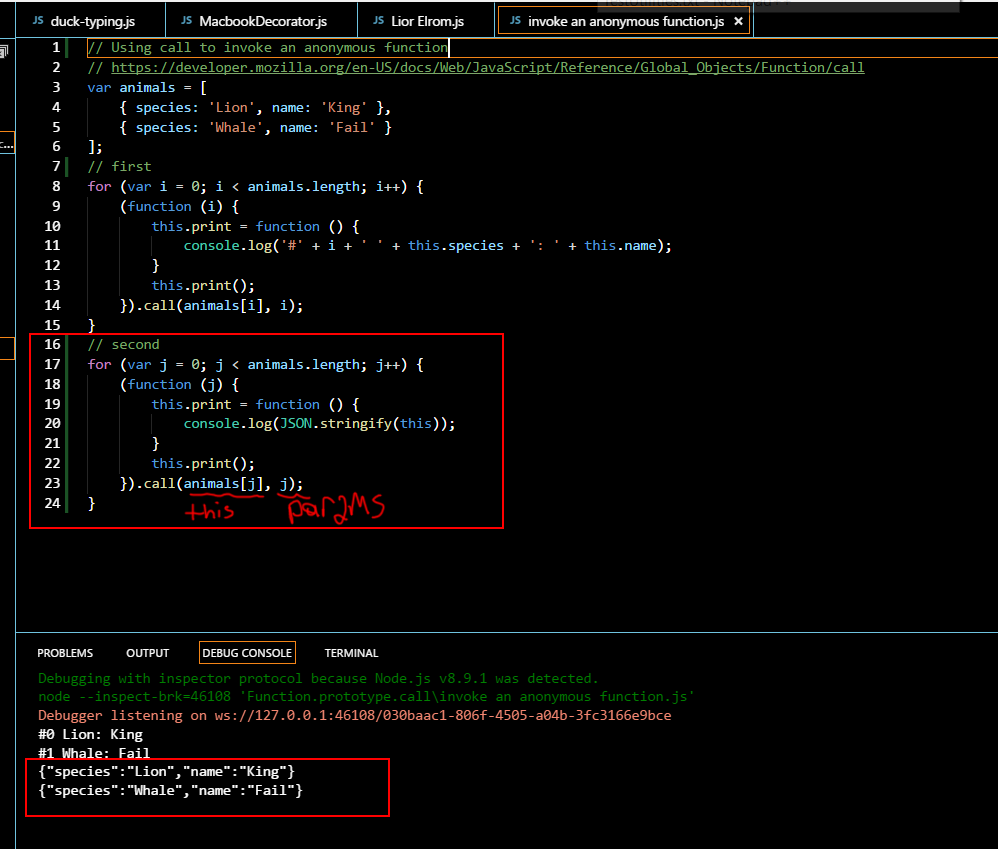 JS duck-typing.js JS MacbookDecorator.js JS Lior Elrom.js JS invoke an anonymous function.js ×
1 // Using call to invoke an anonymous function
2 // https://developer.mozilla.org/en-US/docs/Web/JavaScript/Reference/Global_Objects/Function/call
3 var animals = [
4 { species: 'Lion', name: 'King' },
5 { species: 'Whale', name: 'Fail' }
6 ];
7 // first
8 for (var i = 0; i < animals.length; i++) {
9 (function (i) {
10 this.print = function () {
11 console.log('#' + i + ' ' + this.species + ': ' + this.name);
12 }
13 this.print();
14 }).call(animals[i], i);
15 }
16 // second
17 for (var j = 0; j < animals.length; j++) {
18 (function (j) {
19 this.print = function () {
20 console.log(JSON.stringify(this));
21 }
22 this.print();
23 }).call(animals[j], j);
24 }
this params
c...
PROBLEMS OUTPUT DEBUG CONSOLE TERMINAL
Debugging with inspector protocol because Node.js v8.9.1 was detected.
node --inspect-brk=46108 'Function.prototype.call\invoke an anonymous function.js'
Debugger listening on ws://127.0.0.1:46108/030baac1-806f-4505-a04b-3fc3166e9bce
#0 Lion: King
#1 Whale: Fail
{"species":"Lion","name":"King"}
{"species":"Whale","name":"Fail"}